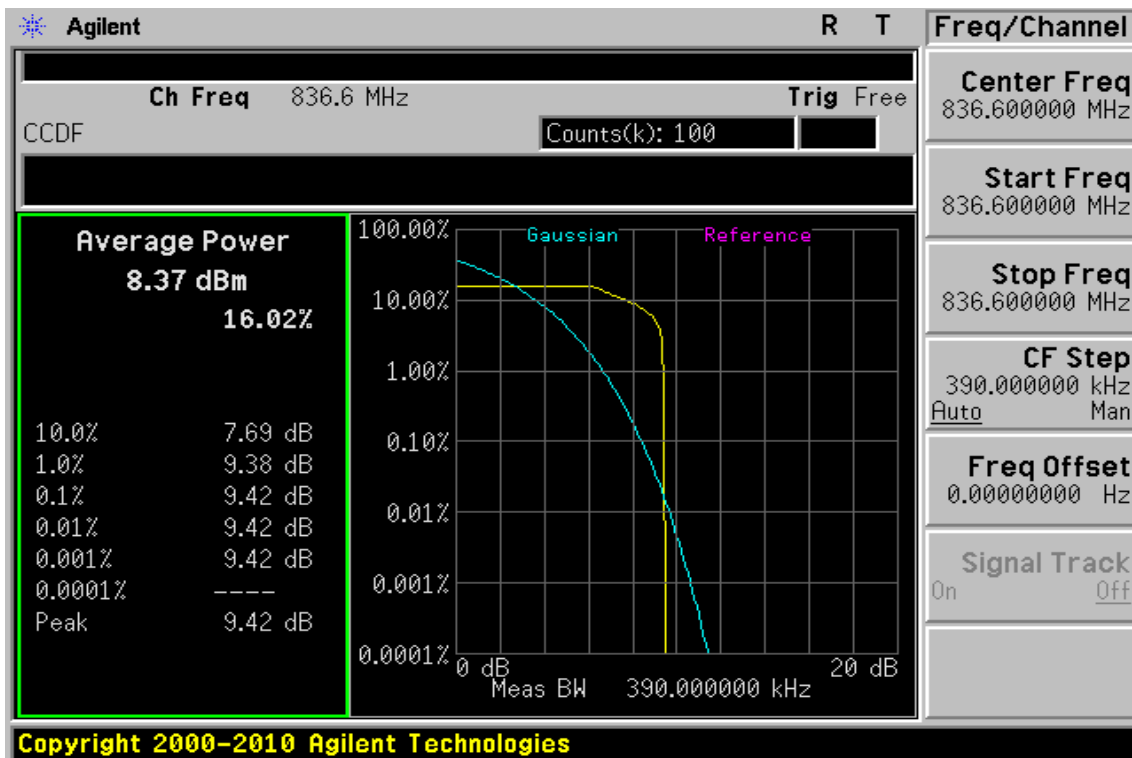 Agilent R T
Freq/Channel
Ch Freq 836.6 MHz Trig Free
CCDF Counts(k): 100
Average Power
8.37 dBm
16.02%
10.0% 7.69 dB
1.0% 9.38 dB
0.1% 9.42 dB
0.01% 9.42 dB
0.001% 9.42 dB
0.0001% ----
Peak 9.42 dB
Gaussian Reference
100.00%
10.00%
1.00%
0.10%
0.01%
0.001%
0.0001%
0 dB 20 dB
Meas BW 390.000000 kHz
Center Freq
836.600000 MHz
Start Freq
836.600000 MHz
Stop Freq
836.600000 MHz
CF Step
390.000000 kHz
Auto Man
Freq Offset
0.00000000 Hz
Signal Track
On Off
Copyright 2000-2010 Agilent Technologies